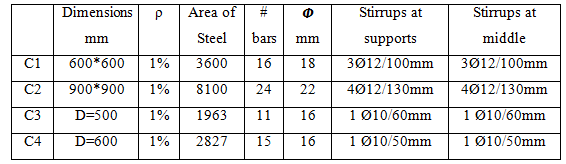 Dimensions mm | ρ | Area of Steel | # bars | Φ mm | Stirrups at supports | Stirrups at middle
C1 | 600*600 | 1% | 3600 | 16 | 18 | 3Ø12/100mm | 3Ø12/100mm
C2 | 900*900 | 1% | 8100 | 24 | 22 | 4Ø12/130mm | 4Ø12/130mm
C3 | D=500 | 1% | 1963 | 11 | 16 | 1 Ø10/60mm | 1 Ø10/60mm
C4 | D=600 | 1% | 2827 | 15 | 16 | 1 Ø10/50mm | 1 Ø10/50mm